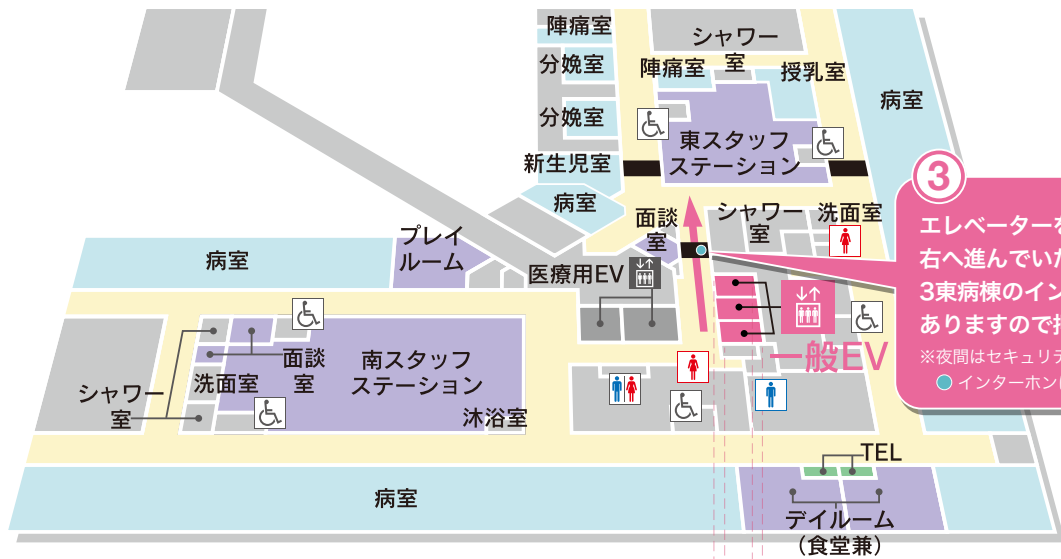 陣痛室
分娩室
分娩室
新生児室
病室
シャワー
室
陣痛室
授乳室
東スタッフ
ステーション
病室
③
エレベーターを
右へ進んでいた
3東病棟のイン
ありますので押
※夜間はセキュリテ
インターホン
面談
室
シャワー
室
洗面室
プレイ
ルーム
病室
医療用EV
一般EV
面談
室
南スタッフ
ステーション
洗面室
シャワー
室
沐浴室
TEL
病室
デイルーム
（食堂兼）